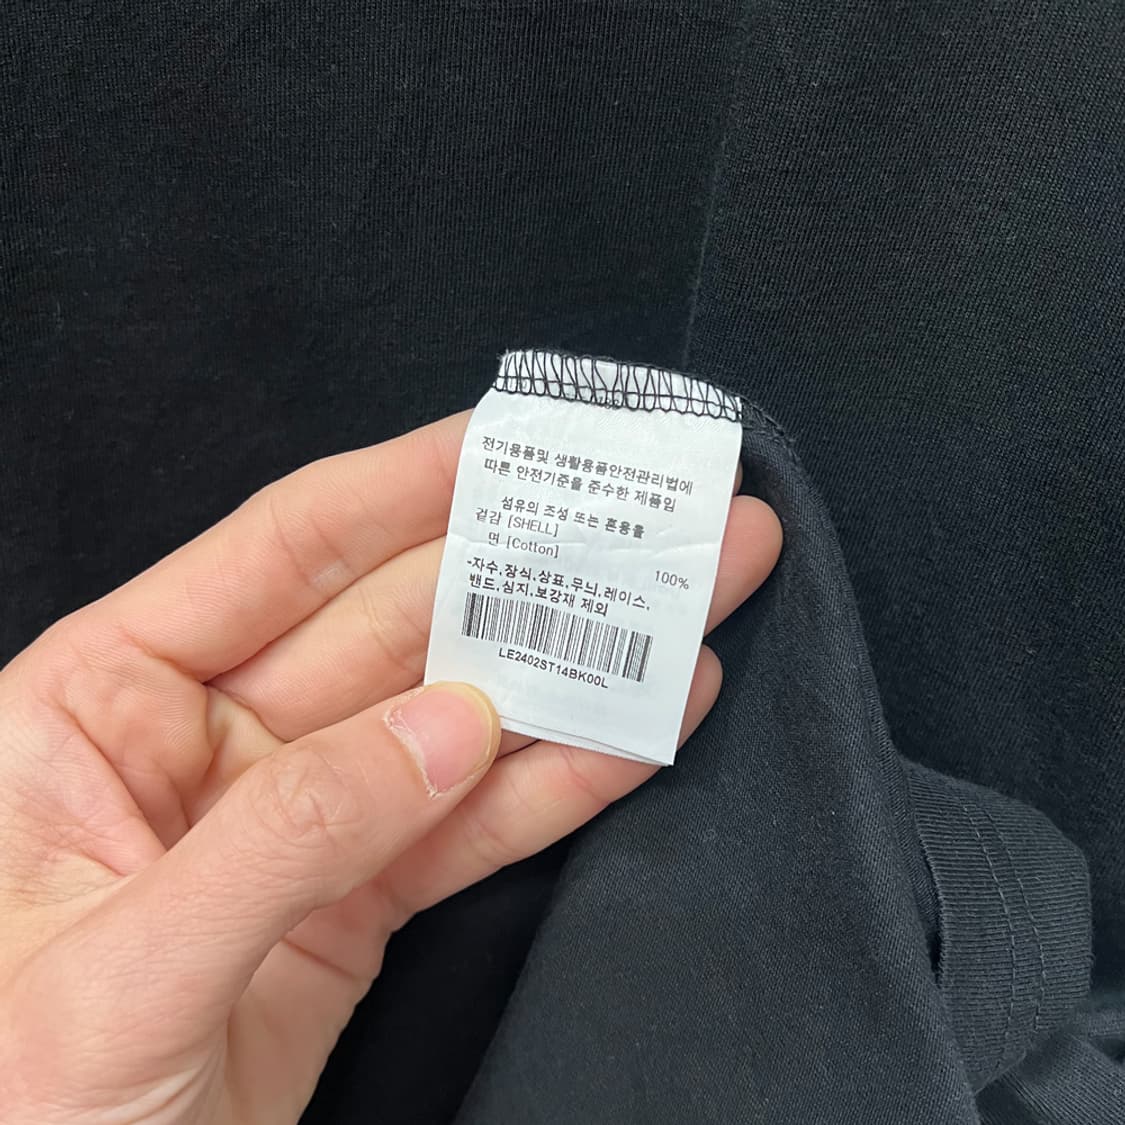 전기용품및 생활용품안전관리법에
따른 안전기준을 준수한 제품임
섬유의 조성 또는 혼용율
겉감 [SHELL]
면 [Cotton]
100%
-자수,장식,상표,무늬,레이스,
밴드,심지,보강재 제외
LE2402ST14BK00L